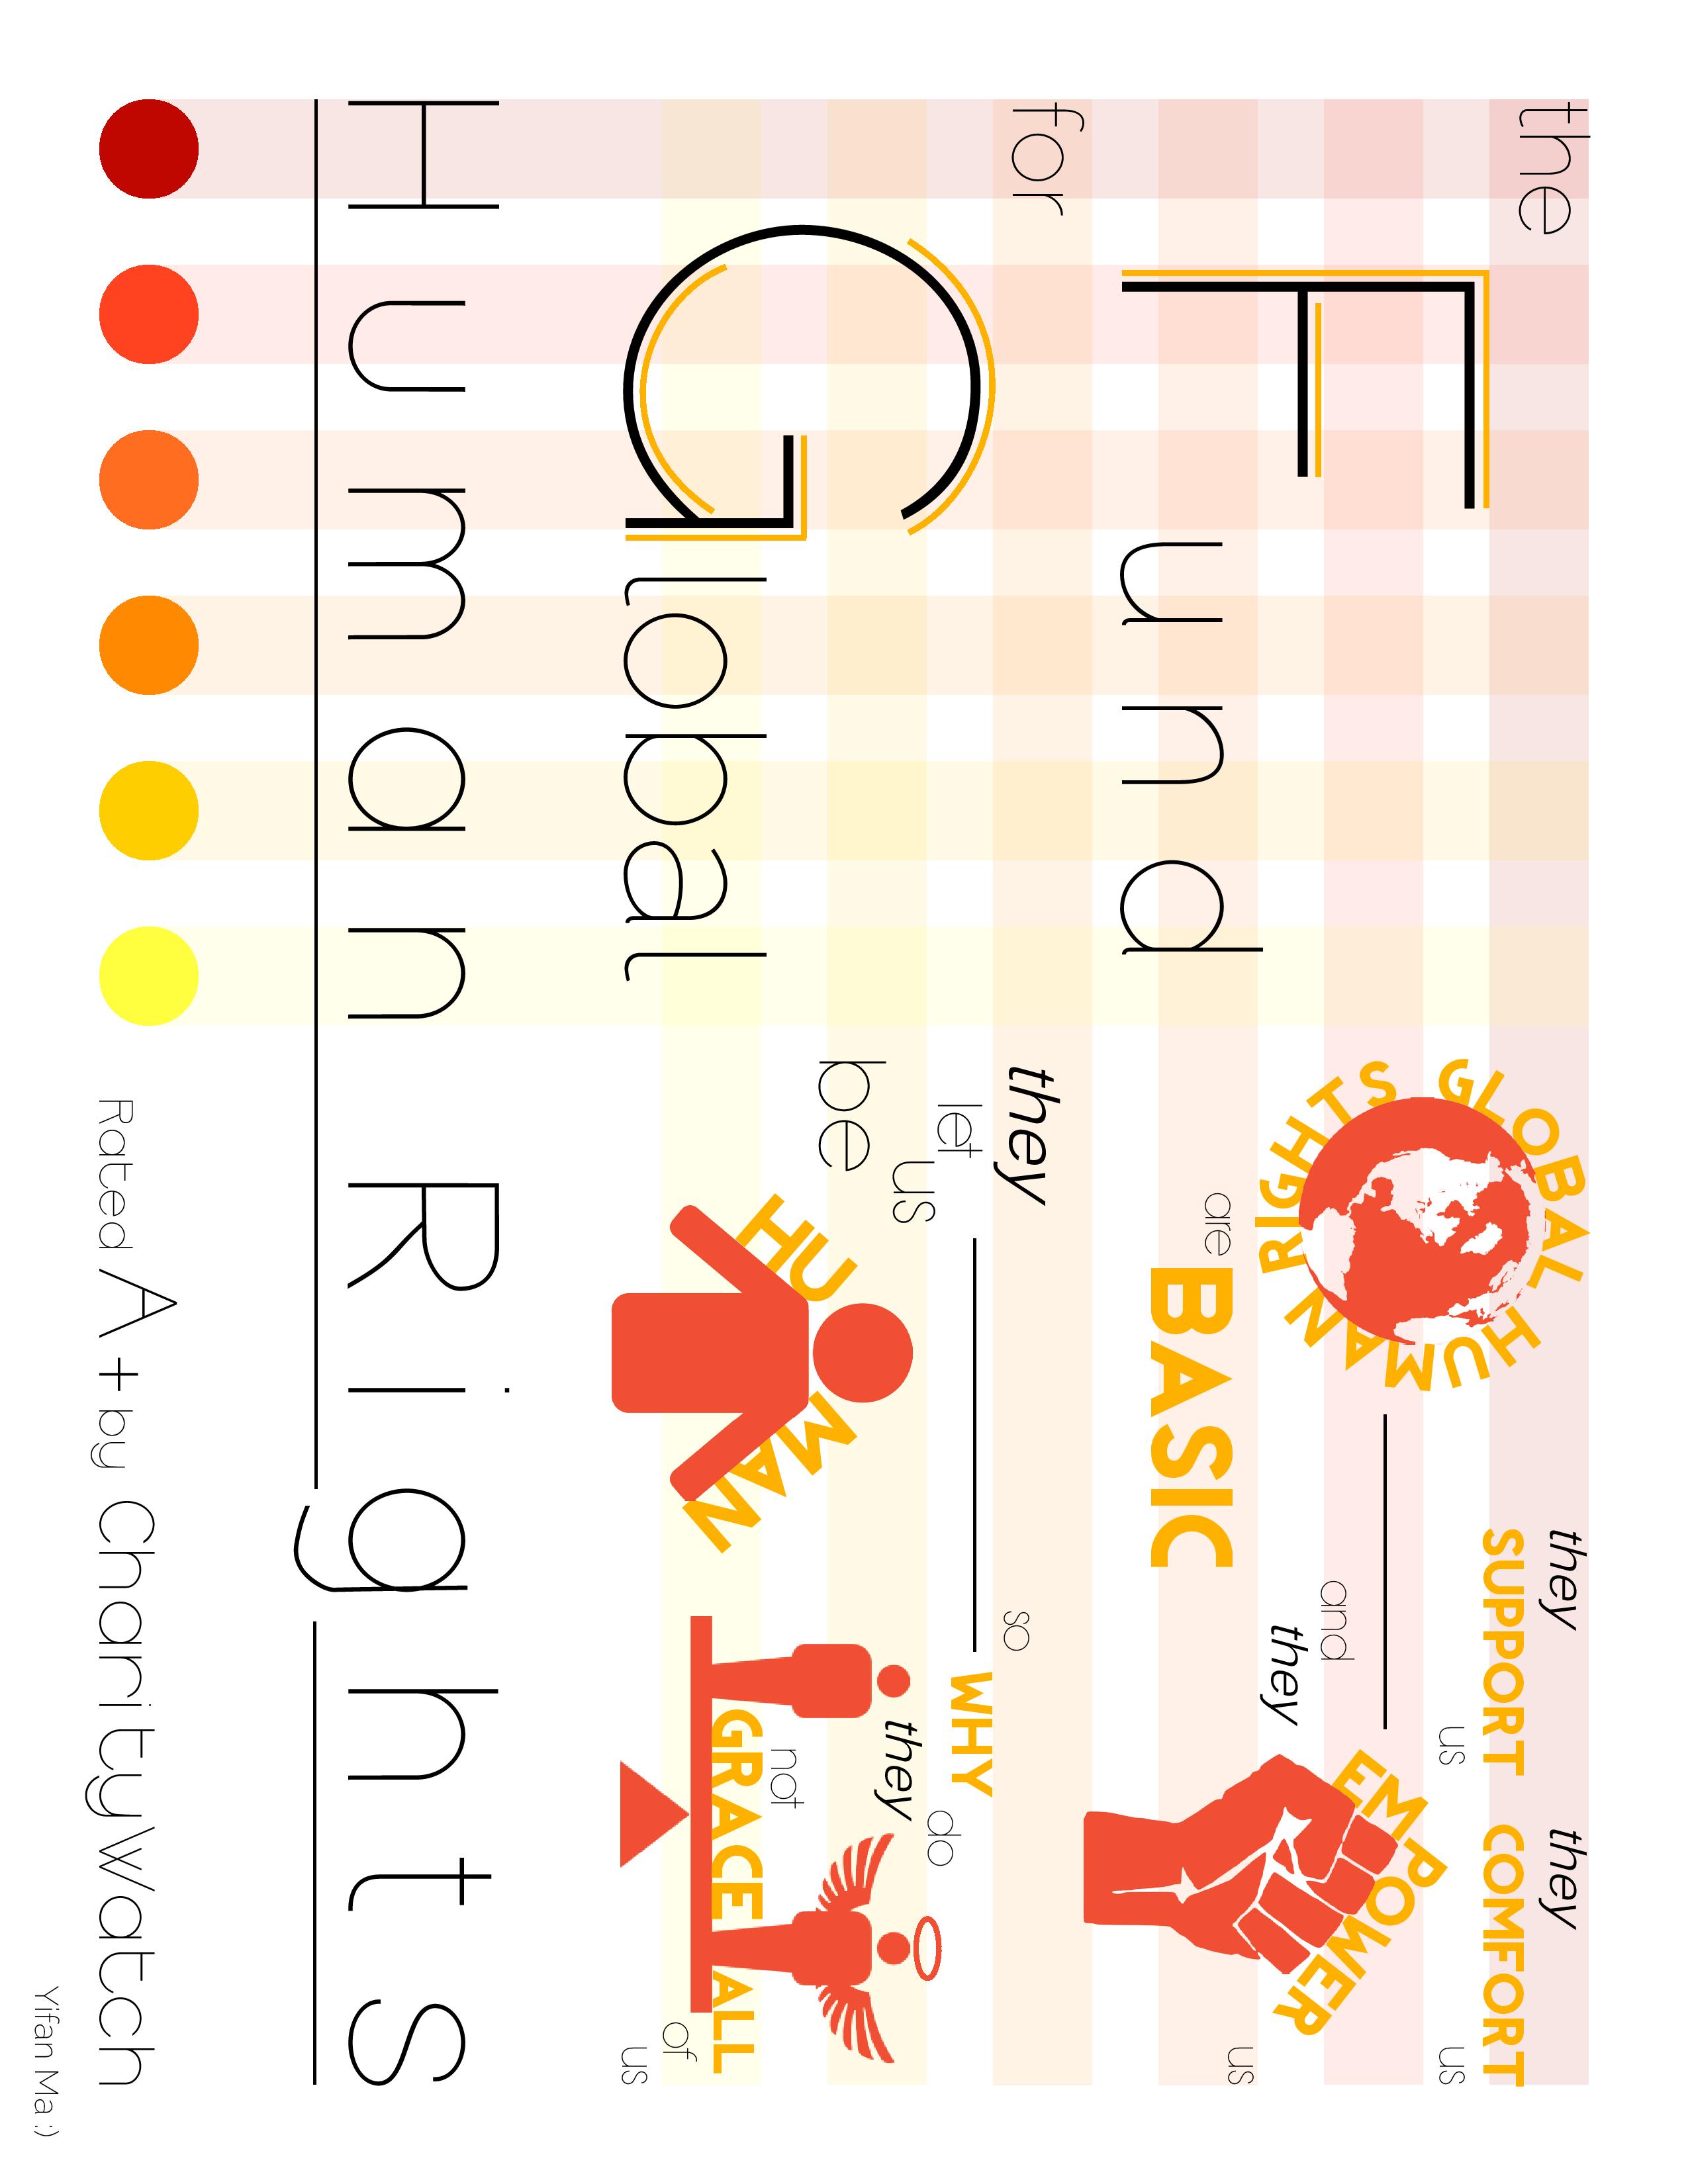 the
Fund
for
Global
Human Rights
GLOBAL HUMAN RIGHTS
they SUPPORT us
they COMFORT us
and they EMPOWER us
they
are
BASIC
so
WHY
do
they
not
GRACE ALL
of
us
let
us
be
HUMAN
Rated A+ by CharityWatch
Yifan Ma :)